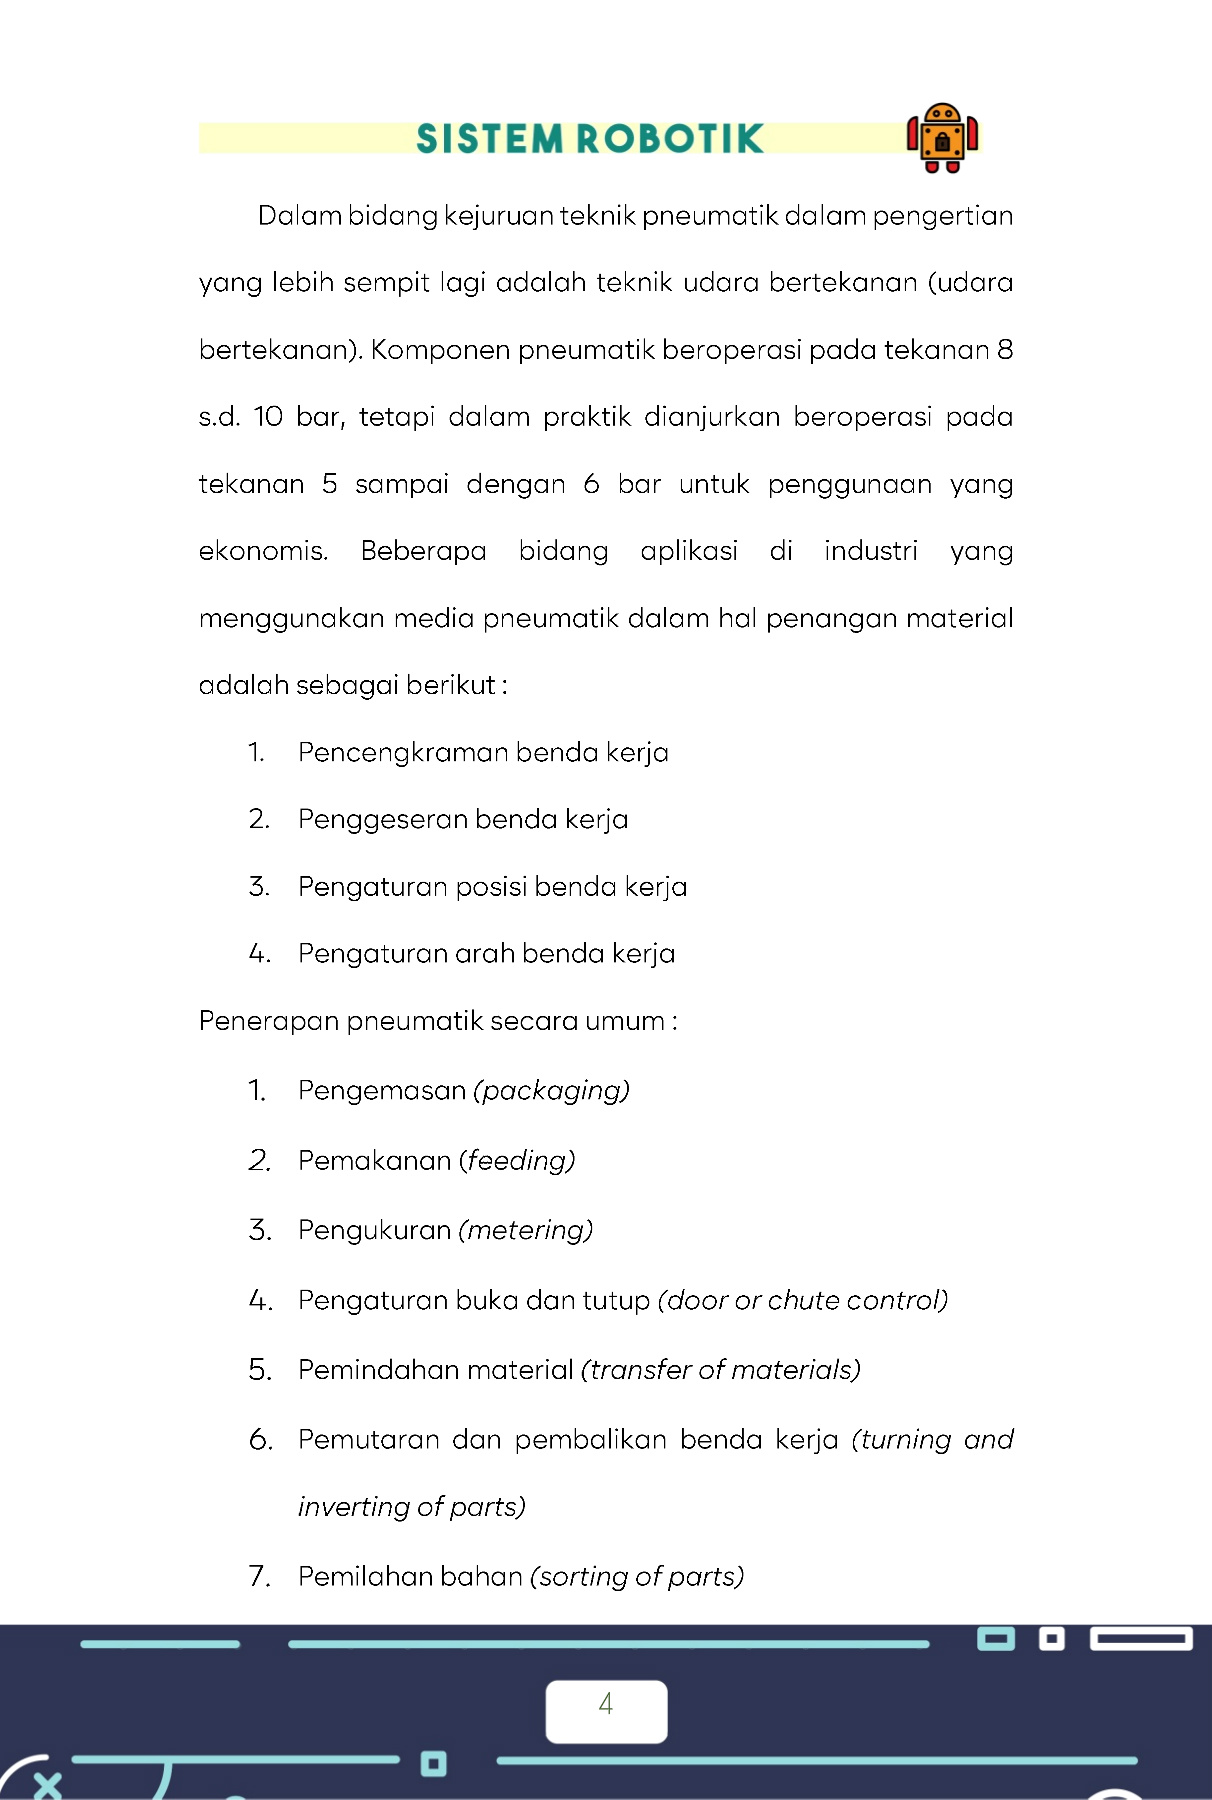 SISTEM ROBOTIK
Dalam bidang kejuruan teknik pneumatik dalam pengertian
yang lebih sempit lagi adalah teknik udara bertekanan (udara
bertekanan). Komponen pneumatik beroperasi pada tekanan 8
s.d. 10 bar, tetapi dalam praktik dianjurkan beroperasi pada
tekanan 5 sampai dengan 6 bar untuk penggunaan yang
ekonomis. Beberapa bidang aplikasi di industri yang
menggunakan media pneumatik dalam hal penangan material
adalah sebagai berikut :
1. Pencengkraman benda kerja
2. Penggeseran benda kerja
3. Pengaturan posisi benda kerja
4. Pengaturan arah benda kerja
Penerapan pneumatik secara umum :
1. Pengemasan (packaging)
2. Pemakanan (feeding)
3. Pengukuran (metering)
4. Pengaturan buka dan tutup (door or chute control)
5. Pemindahan material (transfer of materials)
6. Pemutaran dan pembalikan benda kerja (turning and
inverting of parts)
7. Pemilahan bahan (sorting of parts)
4